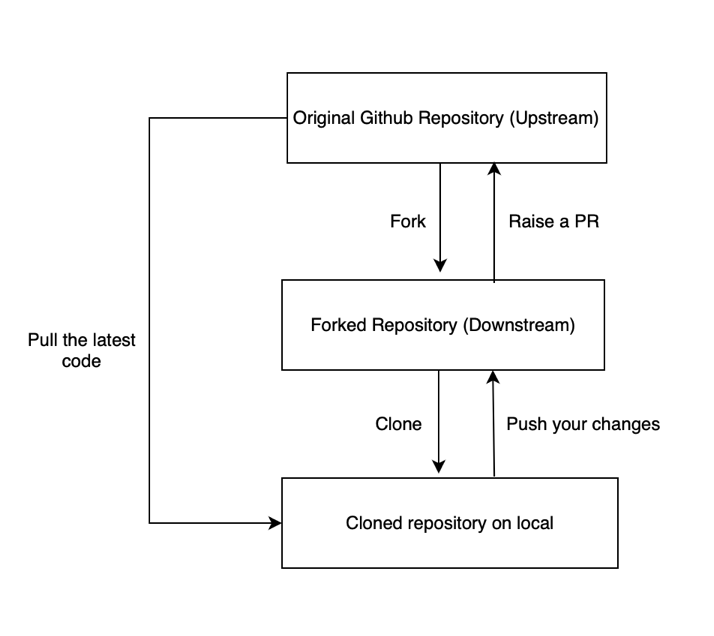 Original Github Repository (Upstream)
Fork
Raise a PR
Forked Repository (Downstream)
Pull the latest
code
Clone
Push your changes
Cloned repository on local